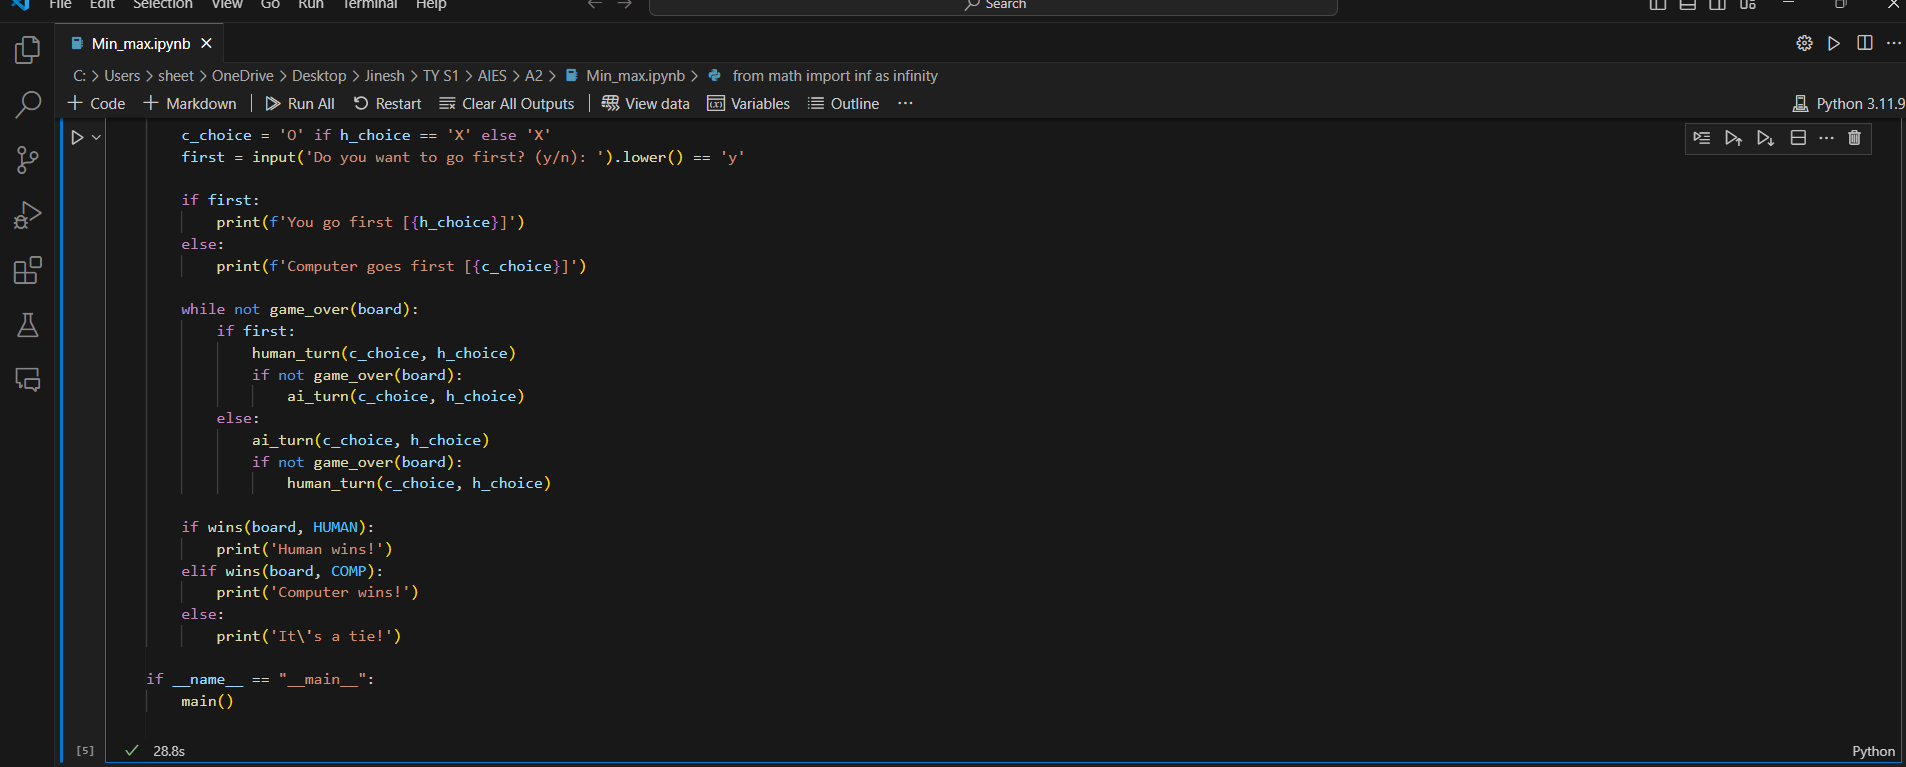 File Edit Selection View Go Run Terminal Help Search
Min_max.ipynb
C: > Users > sheet > OneDrive > Desktop > Jinesh > TY S1 > AIES > A2 > Min_max.ipynb > from math import inf as infinity
+ Code + Markdown | Run All Restart Clear All Outputs | View data Variables Outline ... Python 3.11.9
c_choice = 'O' if h_choice == 'X' else 'X'
first = input('Do you want to go first? (y/n): ').lower() == 'y'
if first:
print(f'You go first [{h_choice}]')
else:
print(f'Computer goes first [{c_choice}]')
while not game_over(board):
if first:
human_turn(c_choice, h_choice)
if not game_over(board):
ai_turn(c_choice, h_choice)
else:
ai_turn(c_choice, h_choice)
if not game_over(board):
human_turn(c_choice, h_choice)
if wins(board, HUMAN):
print('Human wins!')
elif wins(board, COMP):
print('Computer wins!')
else:
print('It\'s a tie!')
if __name__ == "__main__":
main()
[5] 28.8s Python